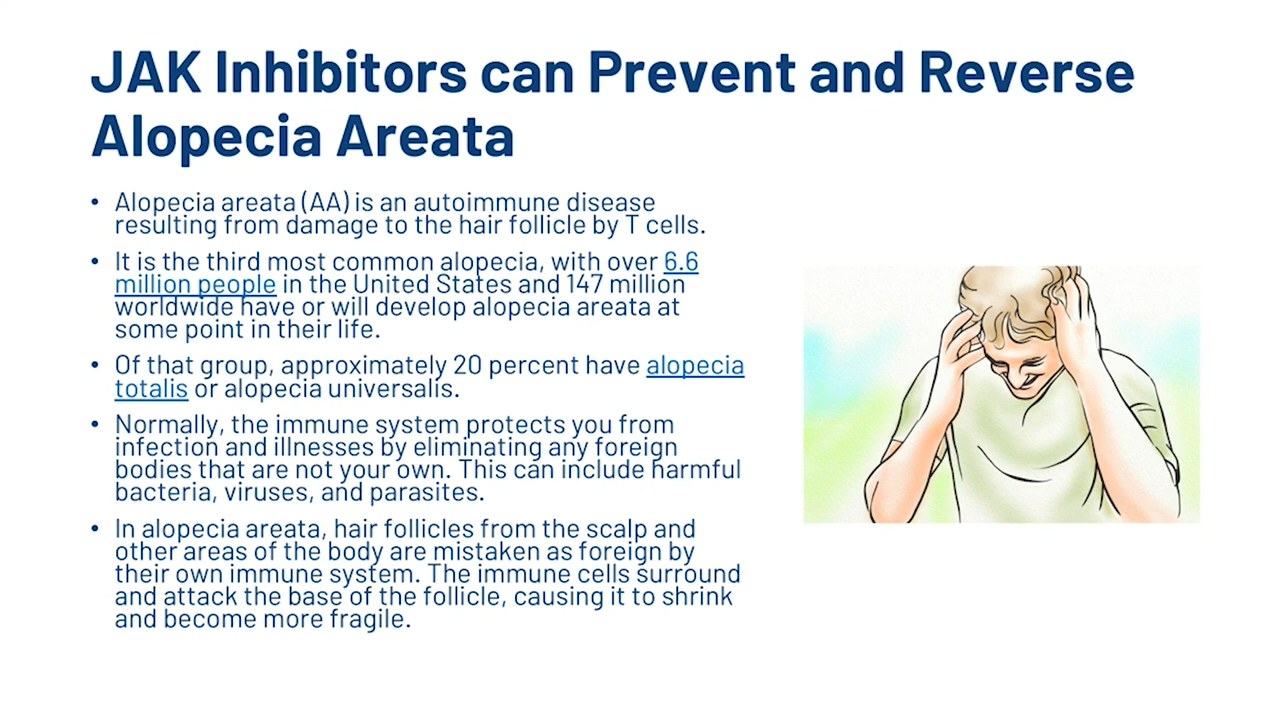 JAK Inhibitors can Prevent and Reverse
Alopecia Areata
• Alopecia areata (AA) is an autoimmune disease
resulting from damage to the hair follicle by T cells.
• It is the third most common alopecia, with over 6.6
million people in the United States and 147 million
worldwide have or will develop alopecia areata at
some point in their life.
• Of that group, approximately 20 percent have alopecia
totalis or alopecia universalis.
• Normally, the immune system protects you from
infection and illnesses by eliminating any foreign
bodies that are not your own. This can include harmful
bacteria, viruses, and parasites.
• In alopecia areata, hair follicles from the scalp and
other areas of the body are mistaken as foreign by
their own immune system. The immune cells surround
and attack the base of the follicle, causing it to shrink
and become more fragile.